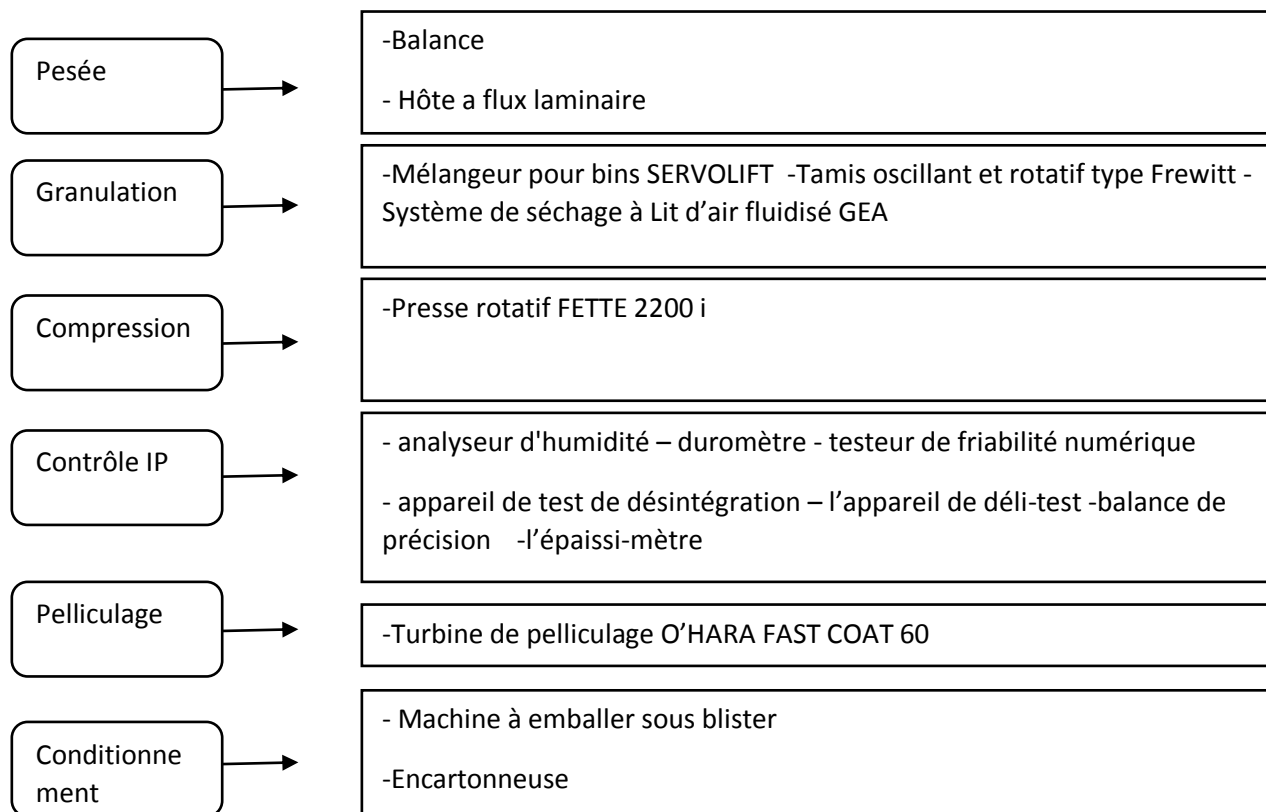 Pesée
-Balance
- Hôte a flux laminaire
Granulation
-Mélangeur pour bins SERVOLIFT -Tamis oscillant et rotatif type Frewitt -
Système de séchage à Lit d’air fluidisé GEA
Compression
-Presse rotatif FETTE 2200 i
Contrôle IP
- analyseur d'humidité – duromètre - testeur de friabilité numérique
- appareil de test de désintégration – l’appareil de déli-test -balance de
précision -l’épaissi-mètre
Pelliculage
-Turbine de pelliculage O’HARA FAST COAT 60
Conditionne
ment
- Machine à emballer sous blister
-Encartonneuse